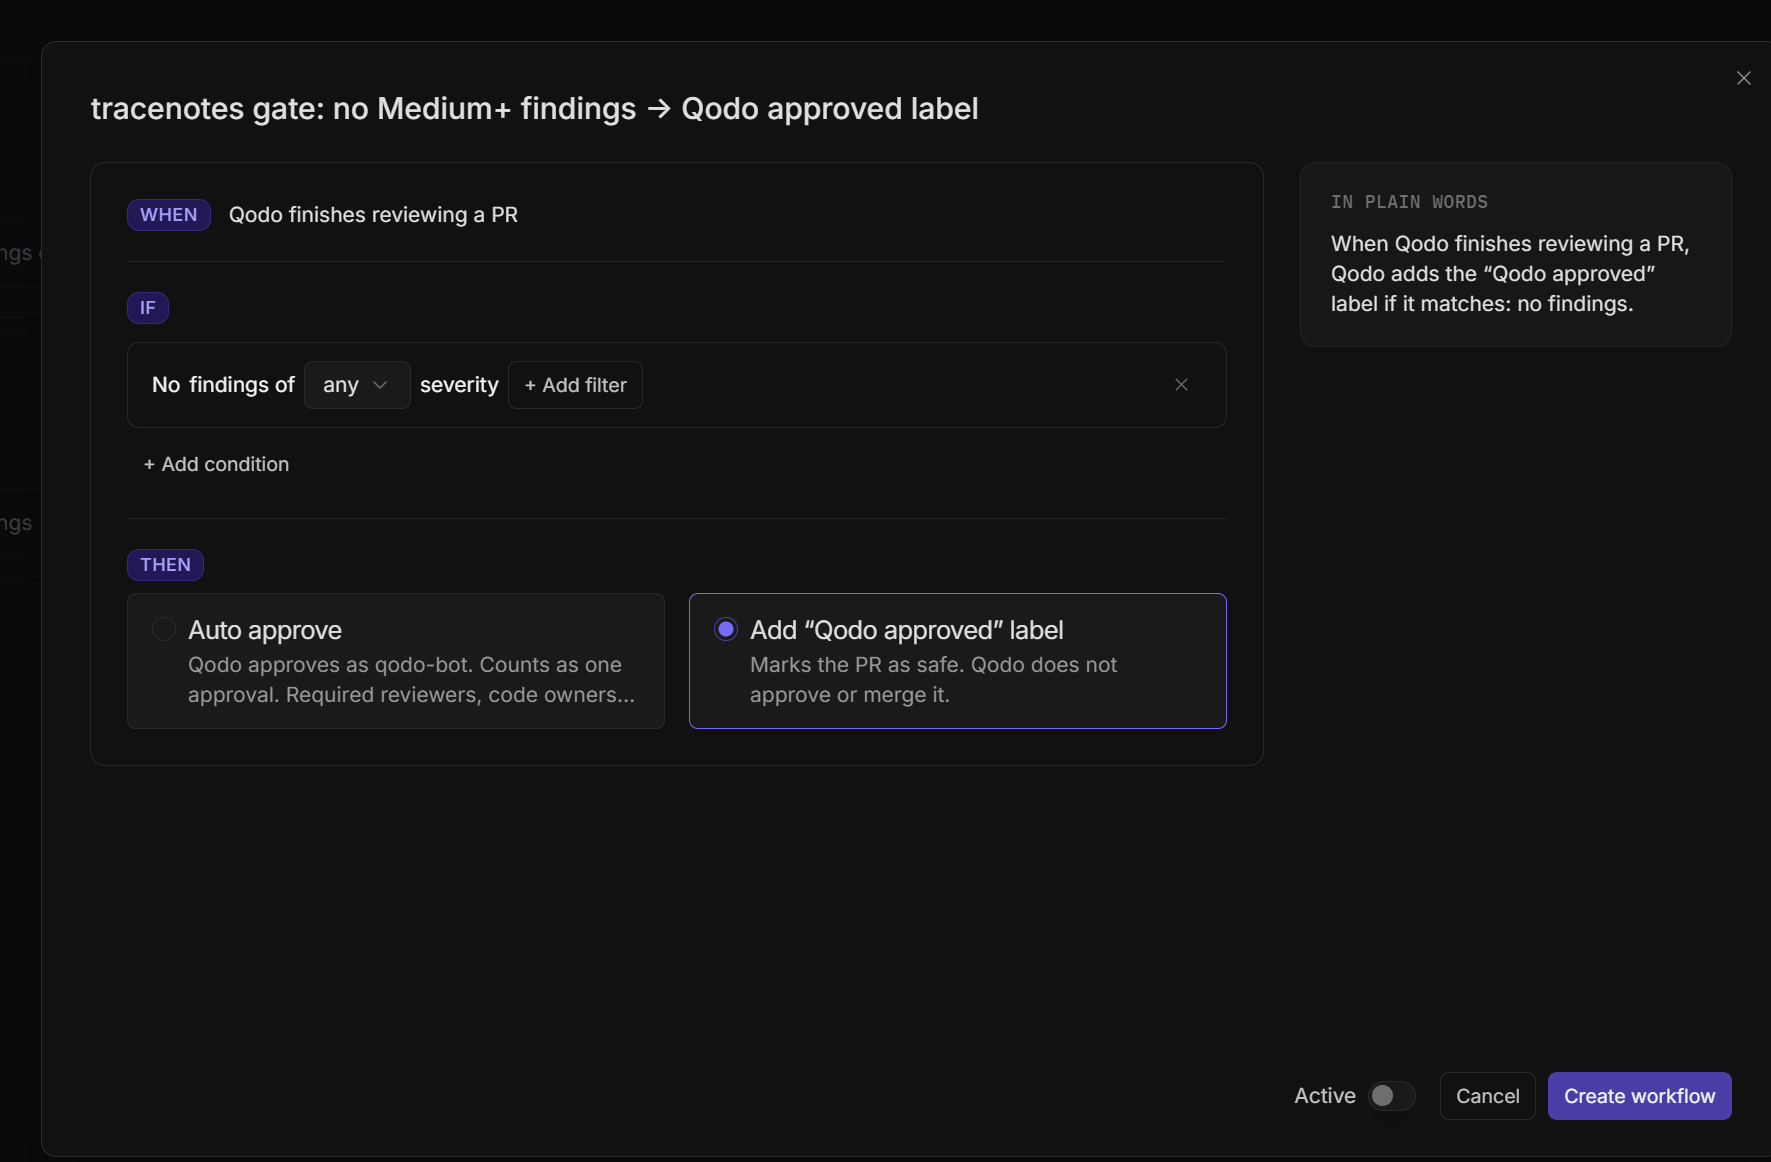 tracenotes gate: no Medium+ findings → Qodo approved label
WHEN Qodo finishes reviewing a PR
IF
No findings of any severity + Add filter
+ Add condition
THEN
Auto approve
Qodo approves as qodo-bot. Counts as one
approval. Required reviewers, code owners...
Add “Qodo approved” label
Marks the PR as safe. Qodo does not
approve or merge it.
IN PLAIN WORDS
When Qodo finishes reviewing a PR,
Qodo adds the “Qodo approved”
label if it matches: no findings.
ngs
ngs
Active Cancel Create workflow